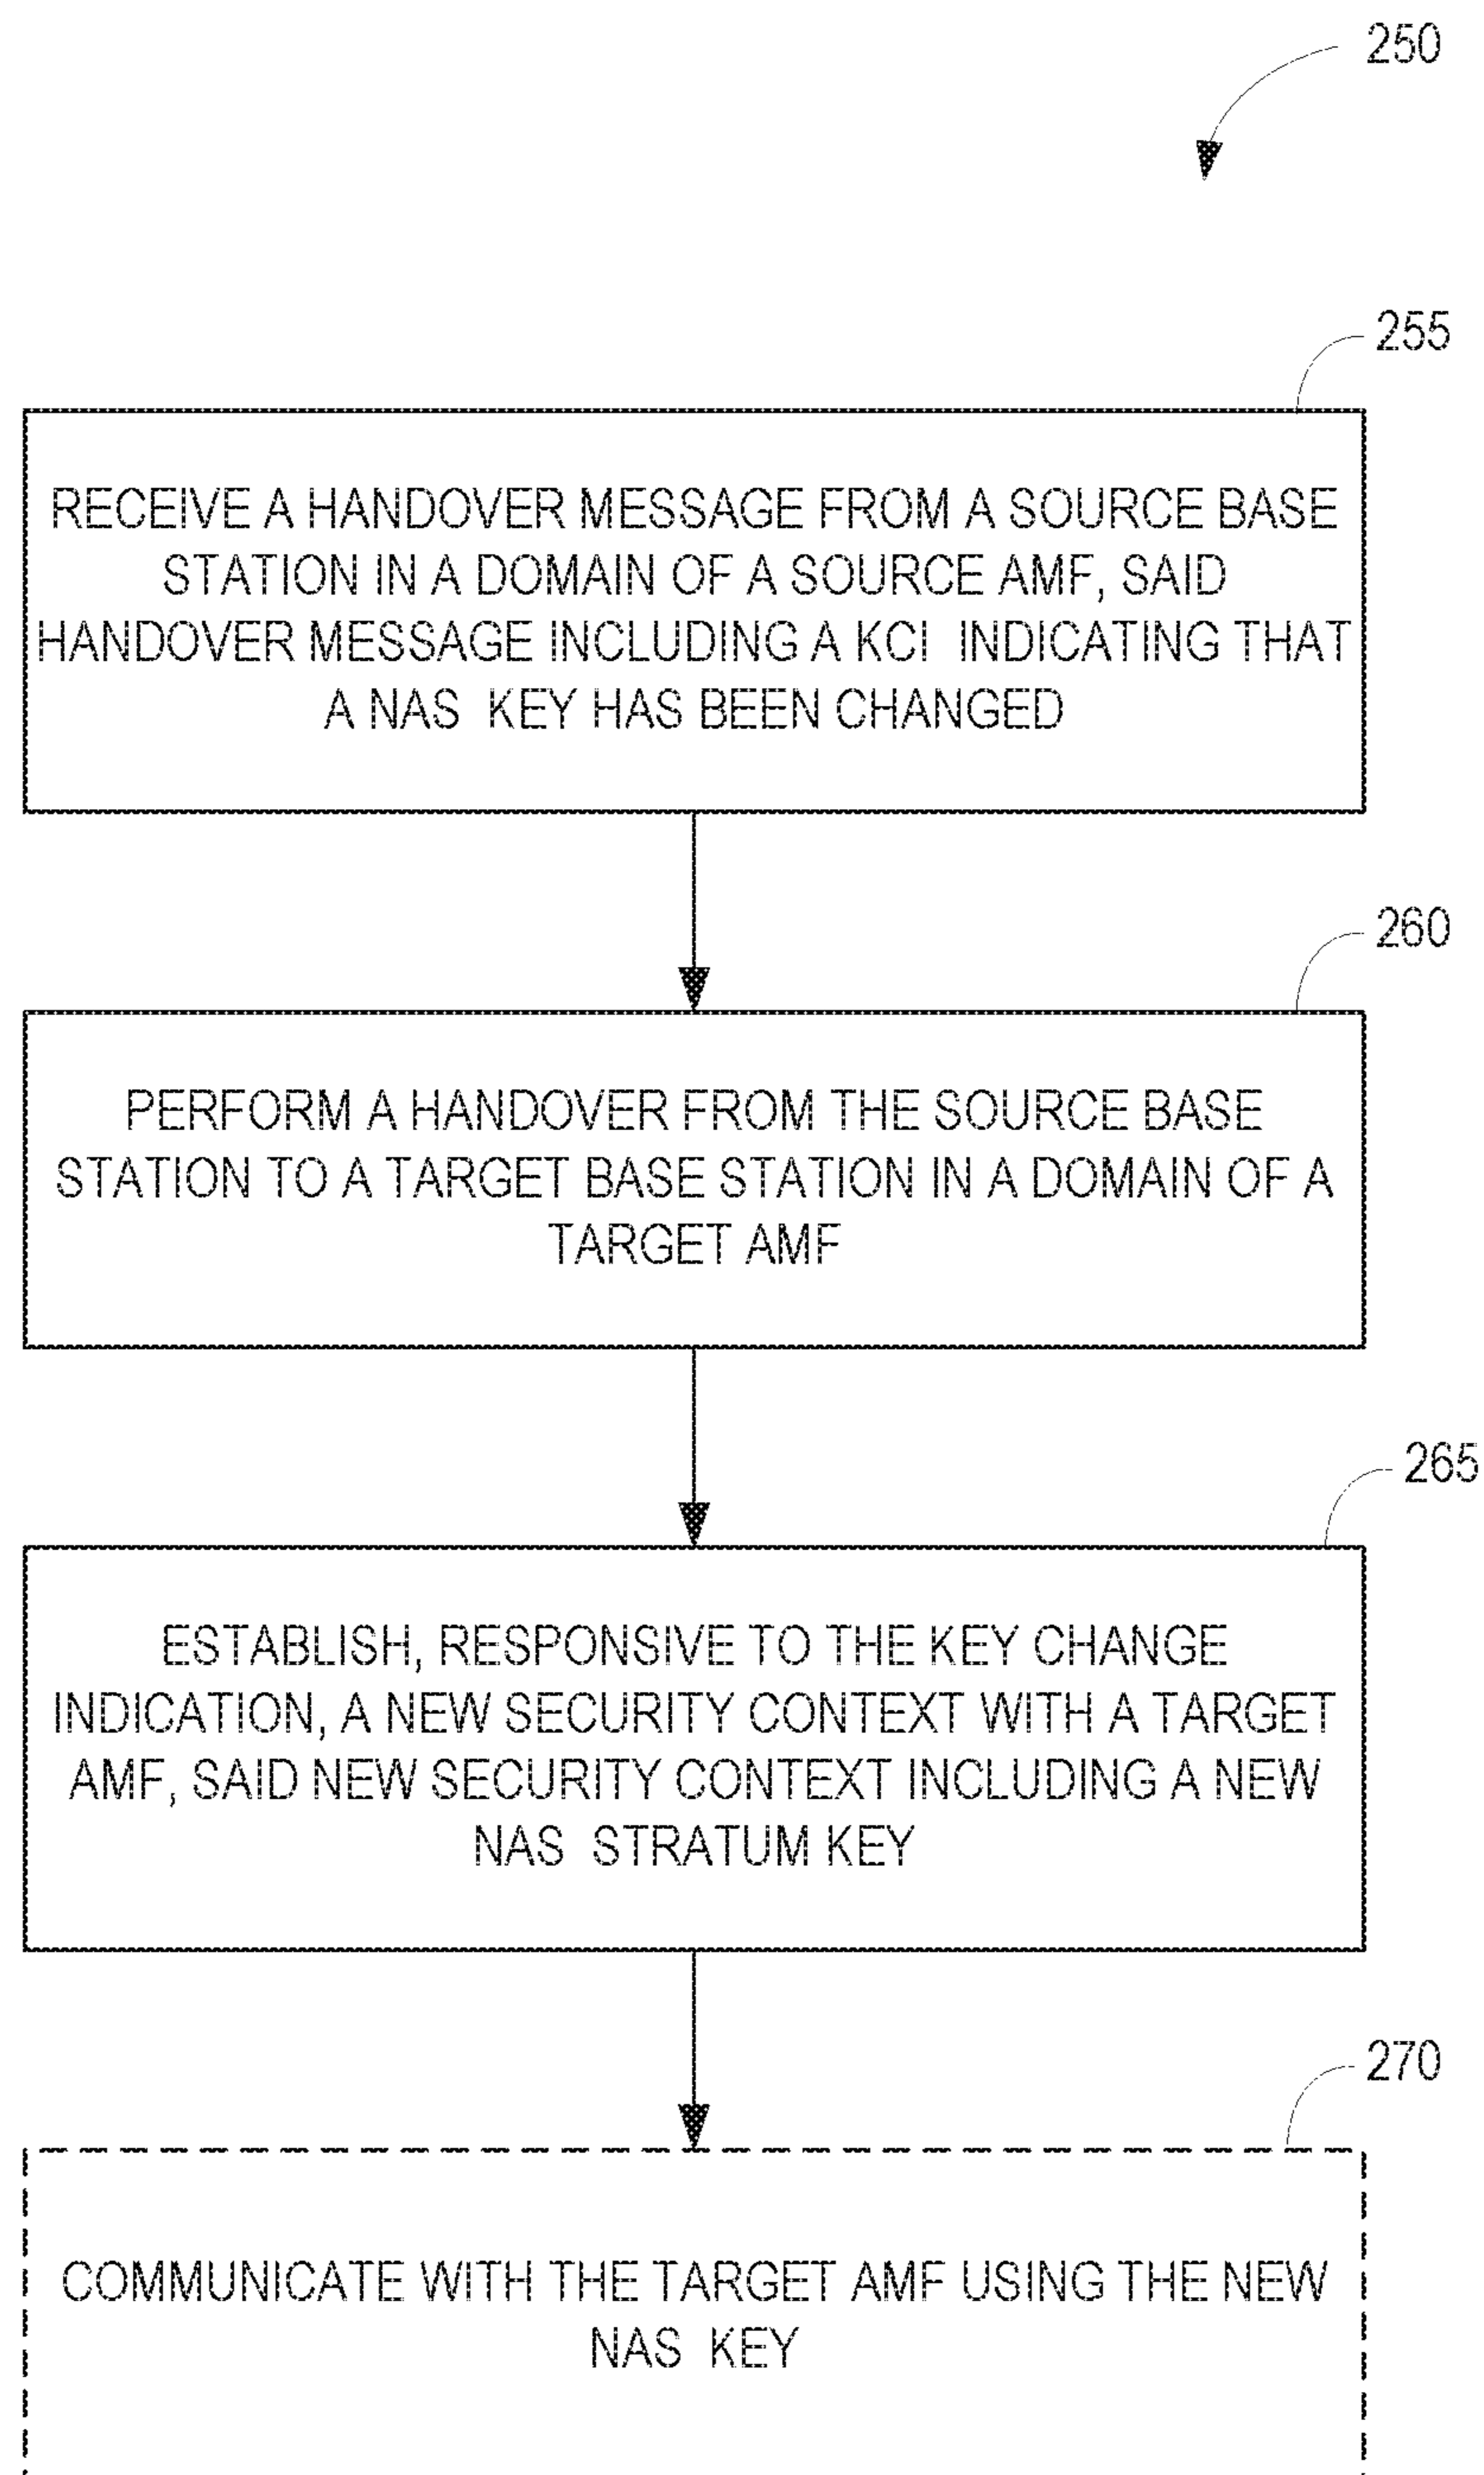 250
255
RECEIVE A HANDOVER MESSAGE FROM A SOURCE BASE
STATION IN A DOMAIN OF A SOURCE AMF, SAID
HANDOVER MESSAGE INCLUDING A KCI INDICATING THAT
A NAS KEY HAS BEEN CHANGED
260
PERFORM A HANDOVER FROM THE SOURCE BASE
STATION TO A TARGET BASE STATION IN A DOMAIN OF A
TARGET AMF
265
ESTABLISH, RESPONSIVE TO THE KEY CHANGE
INDICATION, A NEW SECURITY CONTEXT WITH A TARGET
AMF, SAID NEW SECURITY CONTEXT INCLUDING A NEW
NAS STRATUM KEY
270
COMMUNICATE WITH THE TARGET AMF USING THE NEW
NAS KEY